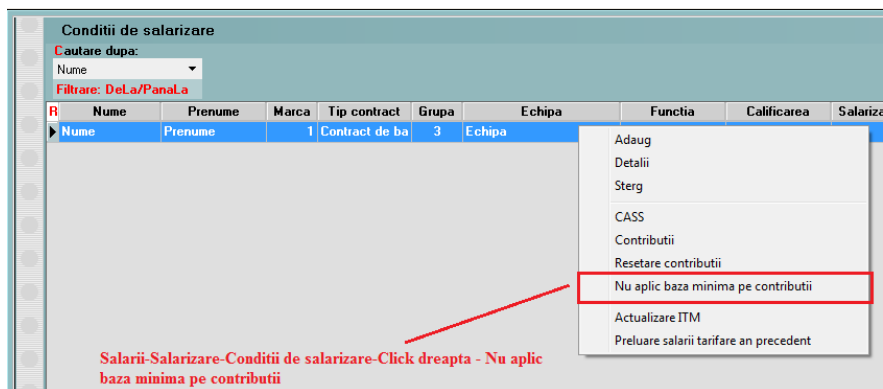 Conditii de salarizare
Cautare dupa:
Nume
Filtrare: DeLa/PanaLa
R Nume Prenume Marca Tip contract Grupa Echipa Functia Calificarea Salariza
Nume Prenume 1 Contract de ba 3 Echipa
Adaug
Detalii
Sterg
CASS
Contributii
Resetare contributii
Nu aplic baza minima pe contributii
Actualizare ITM
Preluare salarii tarifare an precedent
Salarii-Salarizare-Conditii de salarizare-Click dreapta - Nu aplic
baza minima pe contributii